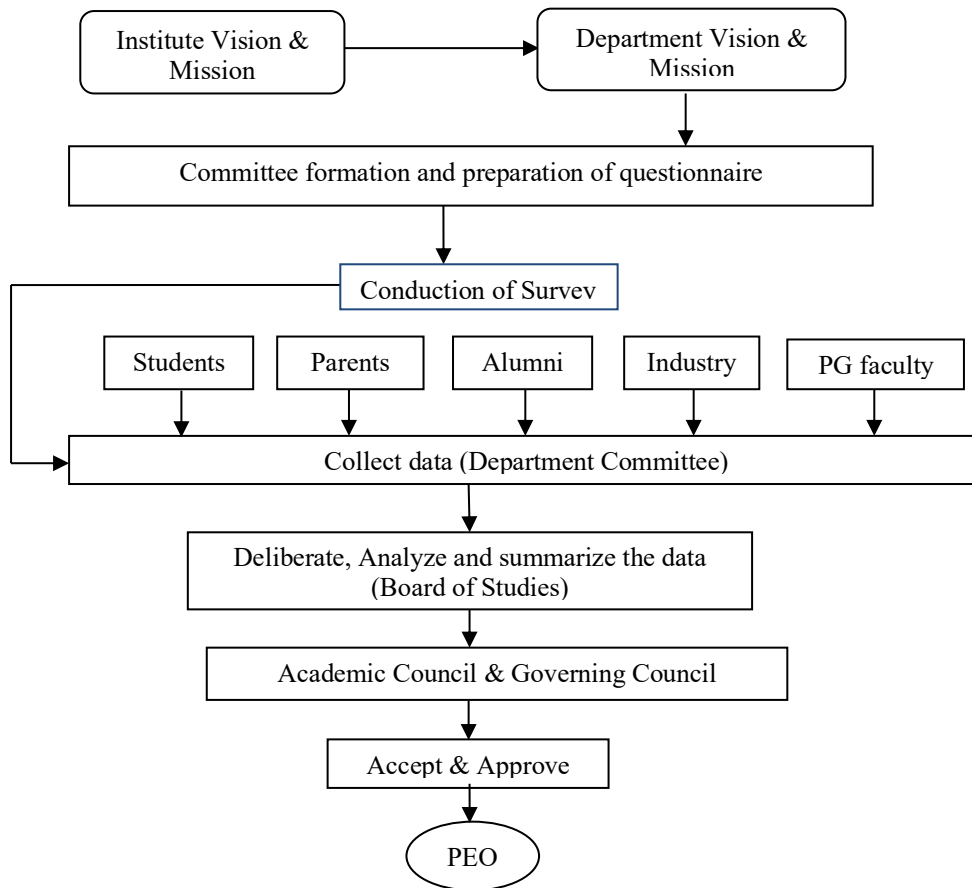 Institute Vision &
Mission
Department Vision &
Mission
Committee formation and preparation of questionnaire
Conduction of Survey
Students
Parents
Alumni
Industry
PG faculty
Collect data (Department Committee)
Deliberate, Analyze and summarize the data
(Board of Studies)
Academic Council & Governing Council
Accept & Approve
PEO